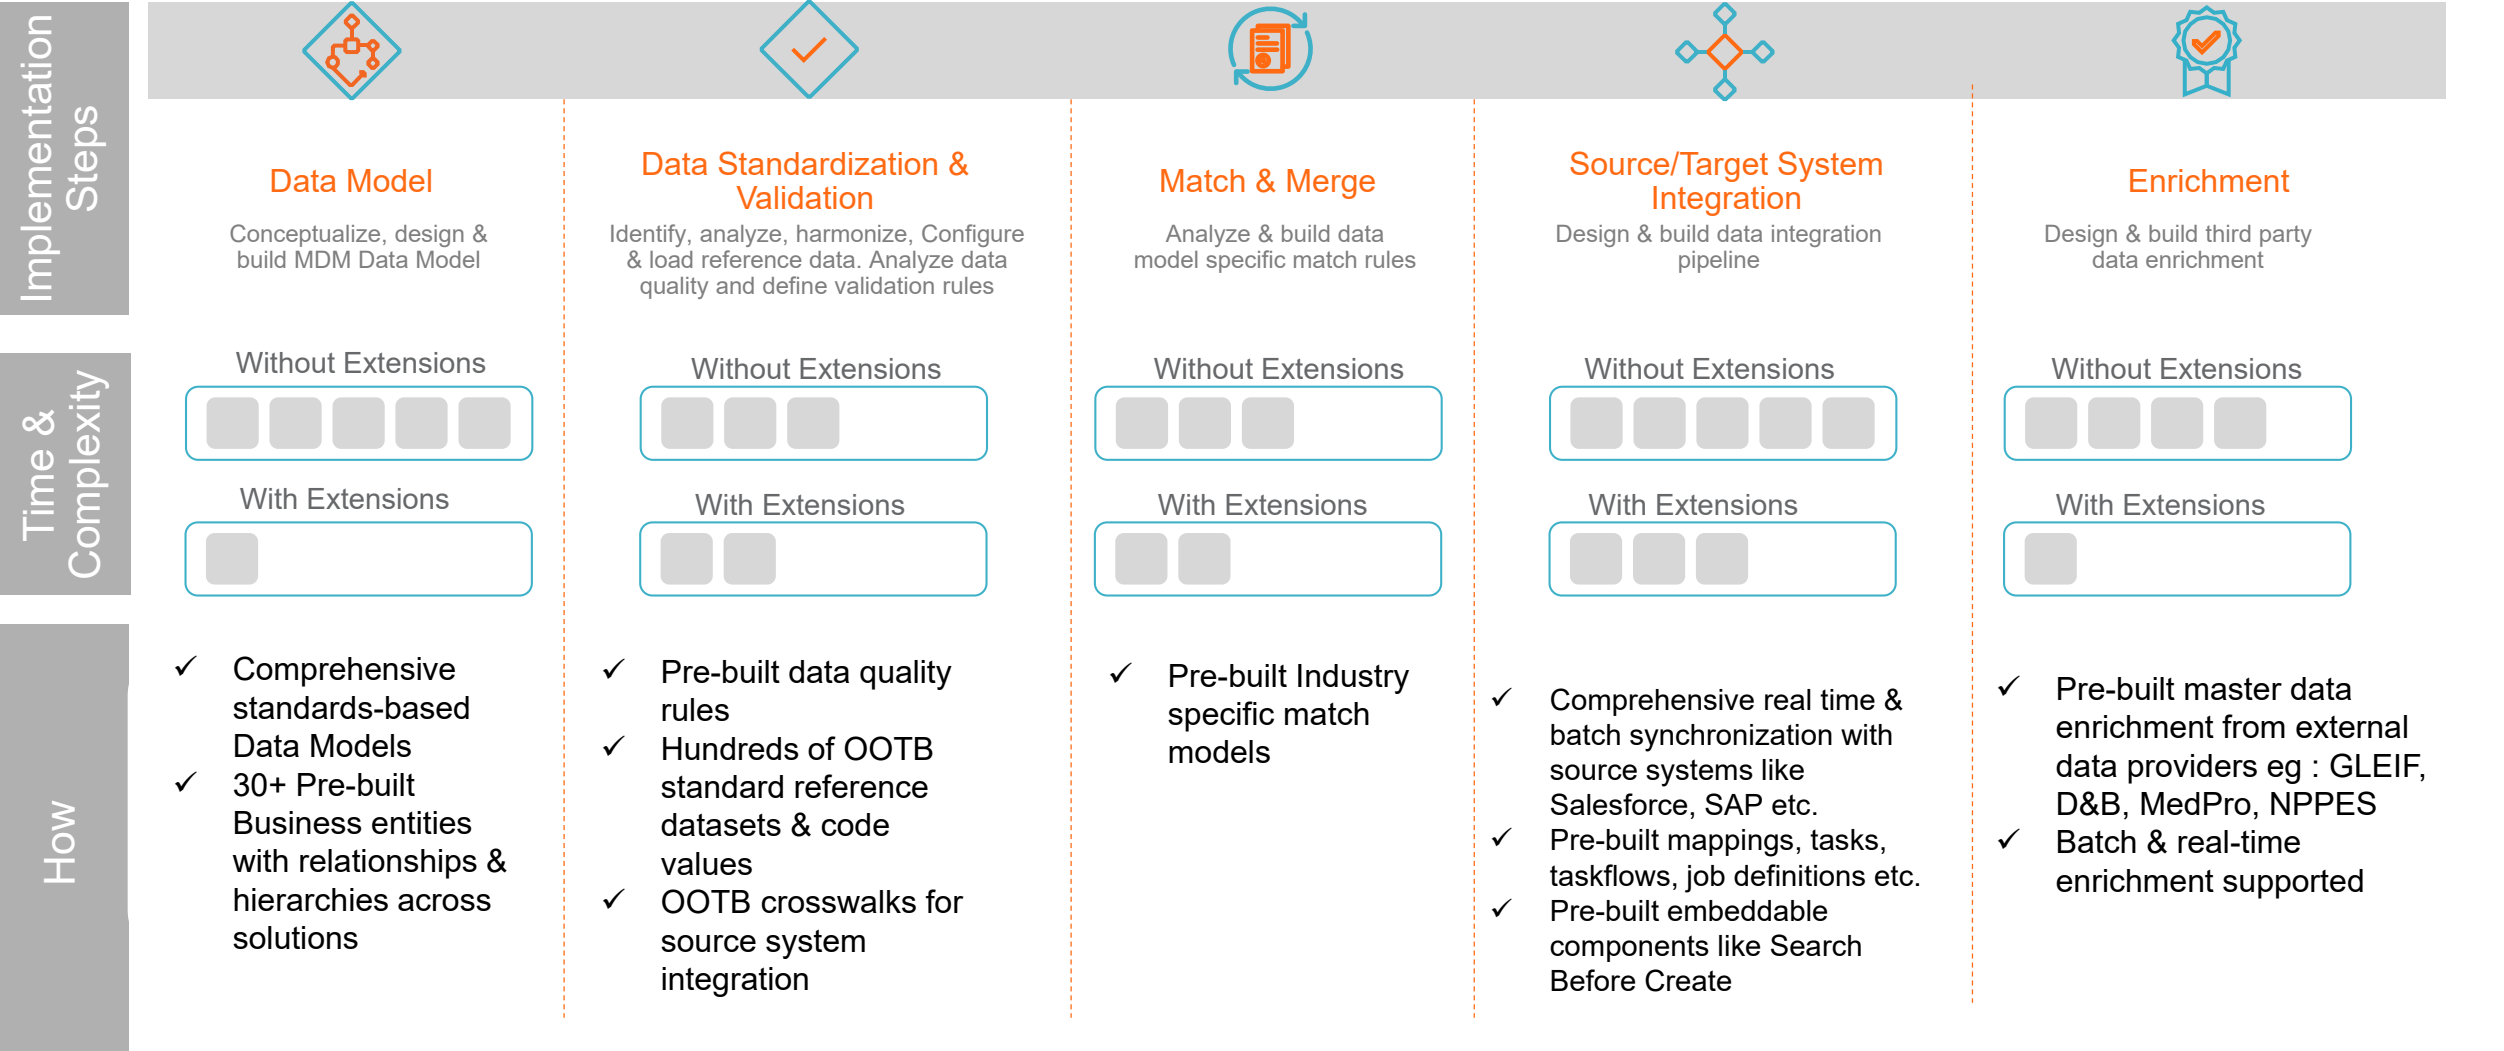 Implementation
Steps
Data Model
Conceptualize, design &
build MDM Data Model
Data Standardization &
Validation
Identify, analyze, harmonize, Configure
& load reference data. Analyze data
quality and define validation rules
Match & Merge
Analyze & build data
model specific match rules
Source/Target System
Integration
Design & build data integration
pipeline
Enrichment
Design & build third party
data enrichment
Time &
Complexity
Without Extensions
Without Extensions
Without Extensions
Without Extensions
Without Extensions
With Extensions
With Extensions
With Extensions
With Extensions
With Extensions
How
✓ Comprehensive
standards-based
Data Models
✓ 30+ Pre-built
Business entities
with relationships &
hierarchies across
solutions
✓ Pre-built data quality
rules
✓ Hundreds of OOTB
standard reference
datasets & code
values
✓ OOTB crosswalks for
source system
integration
✓ Pre-built Industry
specific match
models
✓ Comprehensive real time &
batch synchronization with
source systems like
Salesforce, SAP etc.
✓ Pre-built mappings, tasks,
taskflows, job definitions etc.
✓ Pre-built embeddable
components like Search
Before Create
✓ Pre-built master data
enrichment from external
data providers eg : GLEIF,
D&B, MedPro, NPPES
✓ Batch & real-time
enrichment supported